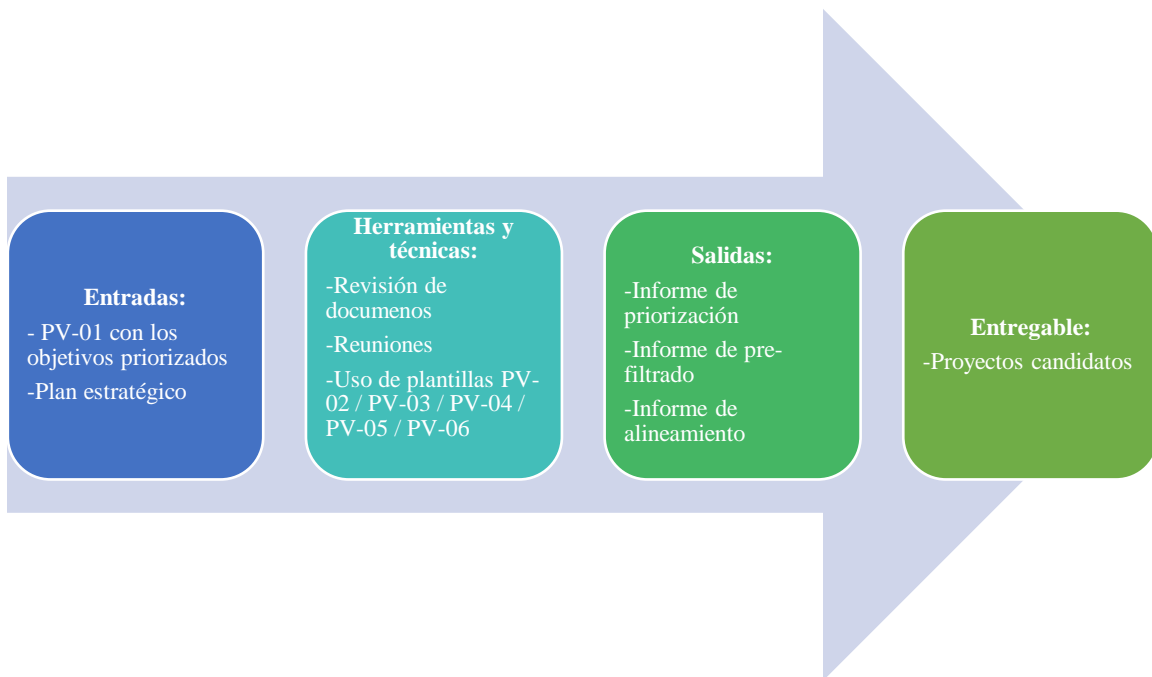 Entradas:
- PV-01 con los
objetivos priorizados
-Plan estratégico
Herramientas y
técnicas:
-Revisión de
documenos
-Reuniones
-Uso de plantillas PV-
02 / PV-03 / PV-04 /
PV-05 / PV-06
Salidas:
-Informe de
priorización
-Informe de pre-
filtrado
-Informe de
alineamiento
Entregable:
-Proyectos candidatos